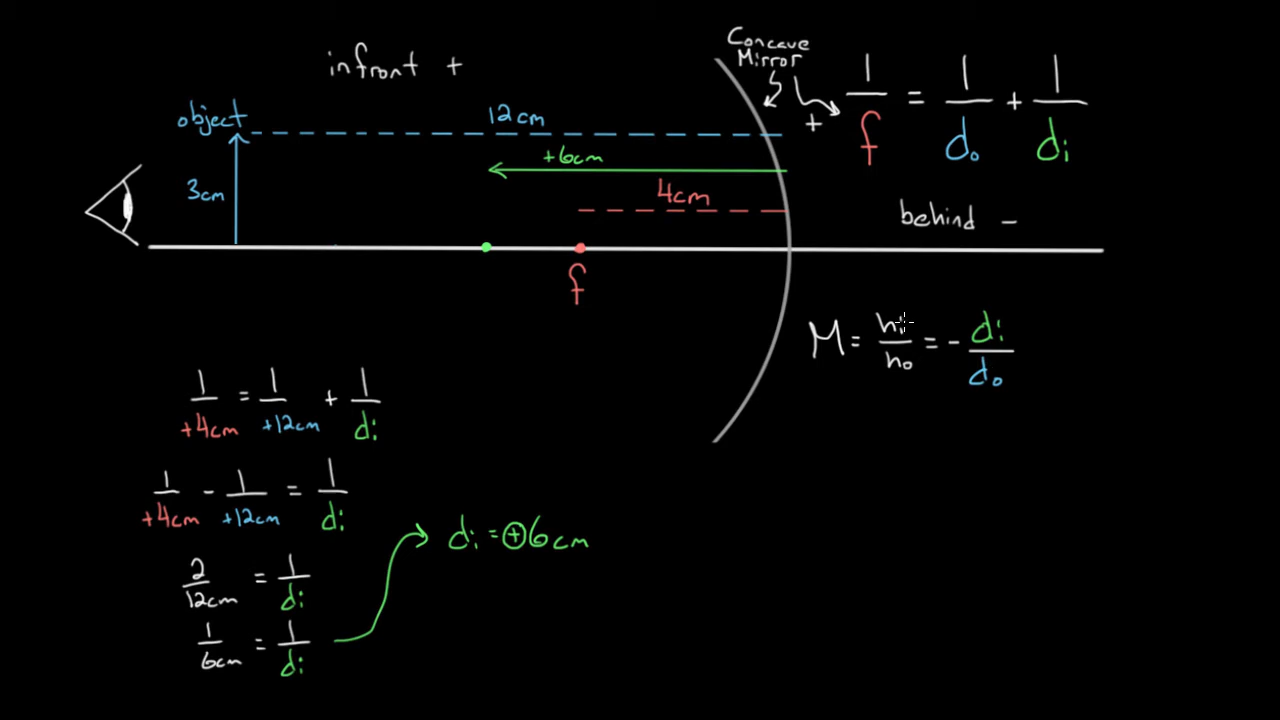 infront +
Concave
Mirror
+
1/f = 1/do + 1/di
object
12cm
+6cm
3cm
4cm
behind -
f
M = hi/ho = - di/do
1/+4cm = 1/+12cm + 1/di
1/+4cm - 1/+12cm = 1/di
di = +6cm
2/12cm = 1/di
1/6cm = 1/di